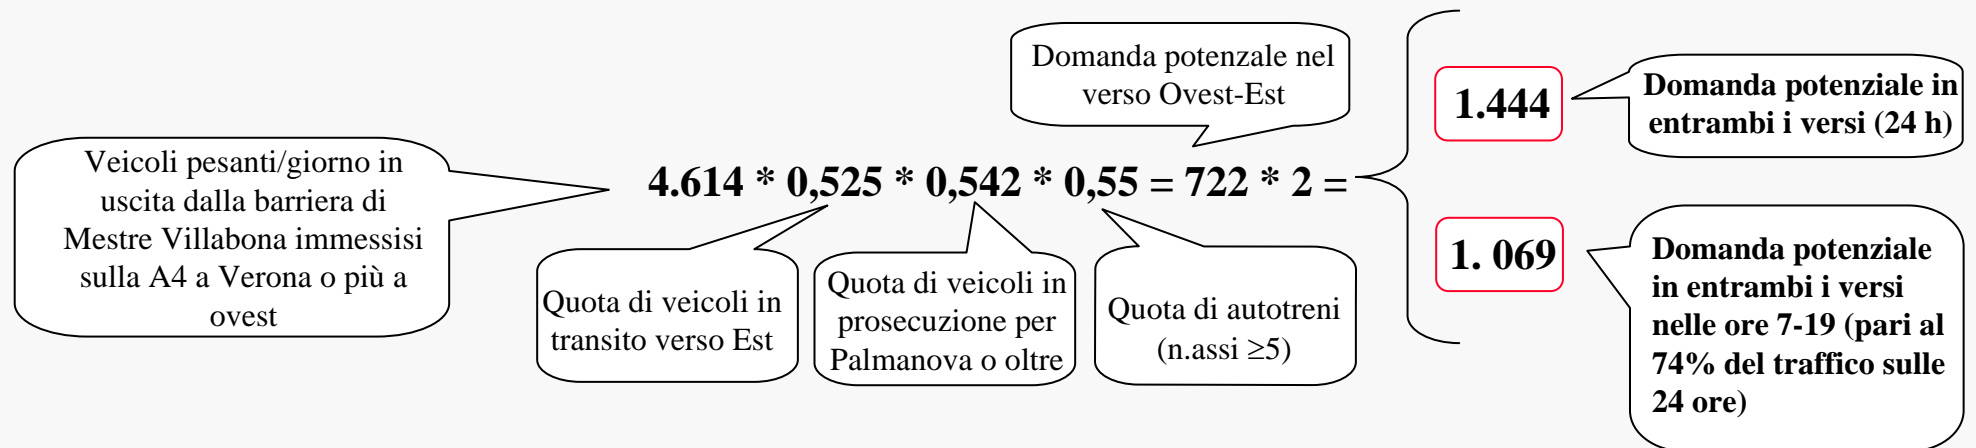 Veicoli pesanti/giorno in
uscita dalla barriera di
Mestre Villabona immessisi
sulla A4 a Verona o più a
ovest
Domanda potenzale nel
verso Ovest-Est
4.614 * 0,525 * 0,542 * 0,55 = 722 * 2 =
Quota di veicoli in
transito verso Est
Quota di veicoli in
prosecuzione per
Palmanova o oltre
Quota di autotreni
(n.assi ≥5)
1.444
Domanda potenziale in
entrambi i versi (24 h)
1. 069
Domanda potenziale
in entrambi i versi
nelle ore 7-19 (pari al
74% del traffico sulle
24 ore)